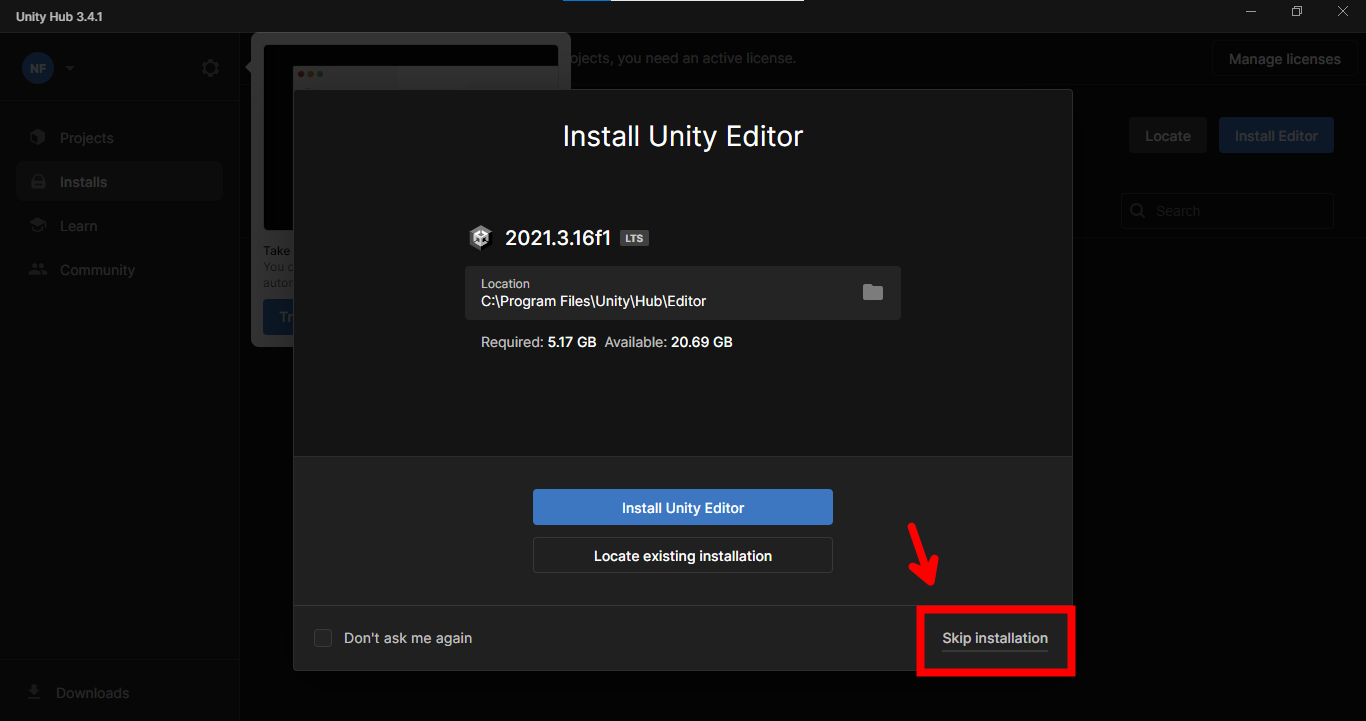 Unity Hub 3.4.1
NF
ojects, you need an active license.
Manage licenses
Projects
Installs
Learn
Community
Locate
Install Editor
Search
Take
You c
autor
Tr
Install Unity Editor
2021.3.16f1 LTS
Location
C:\Program Files\Unity\Hub\Editor
Required: 5.17 GB Available: 20.69 GB
Install Unity Editor
Locate existing installation
Don't ask me again
Skip installation
Downloads